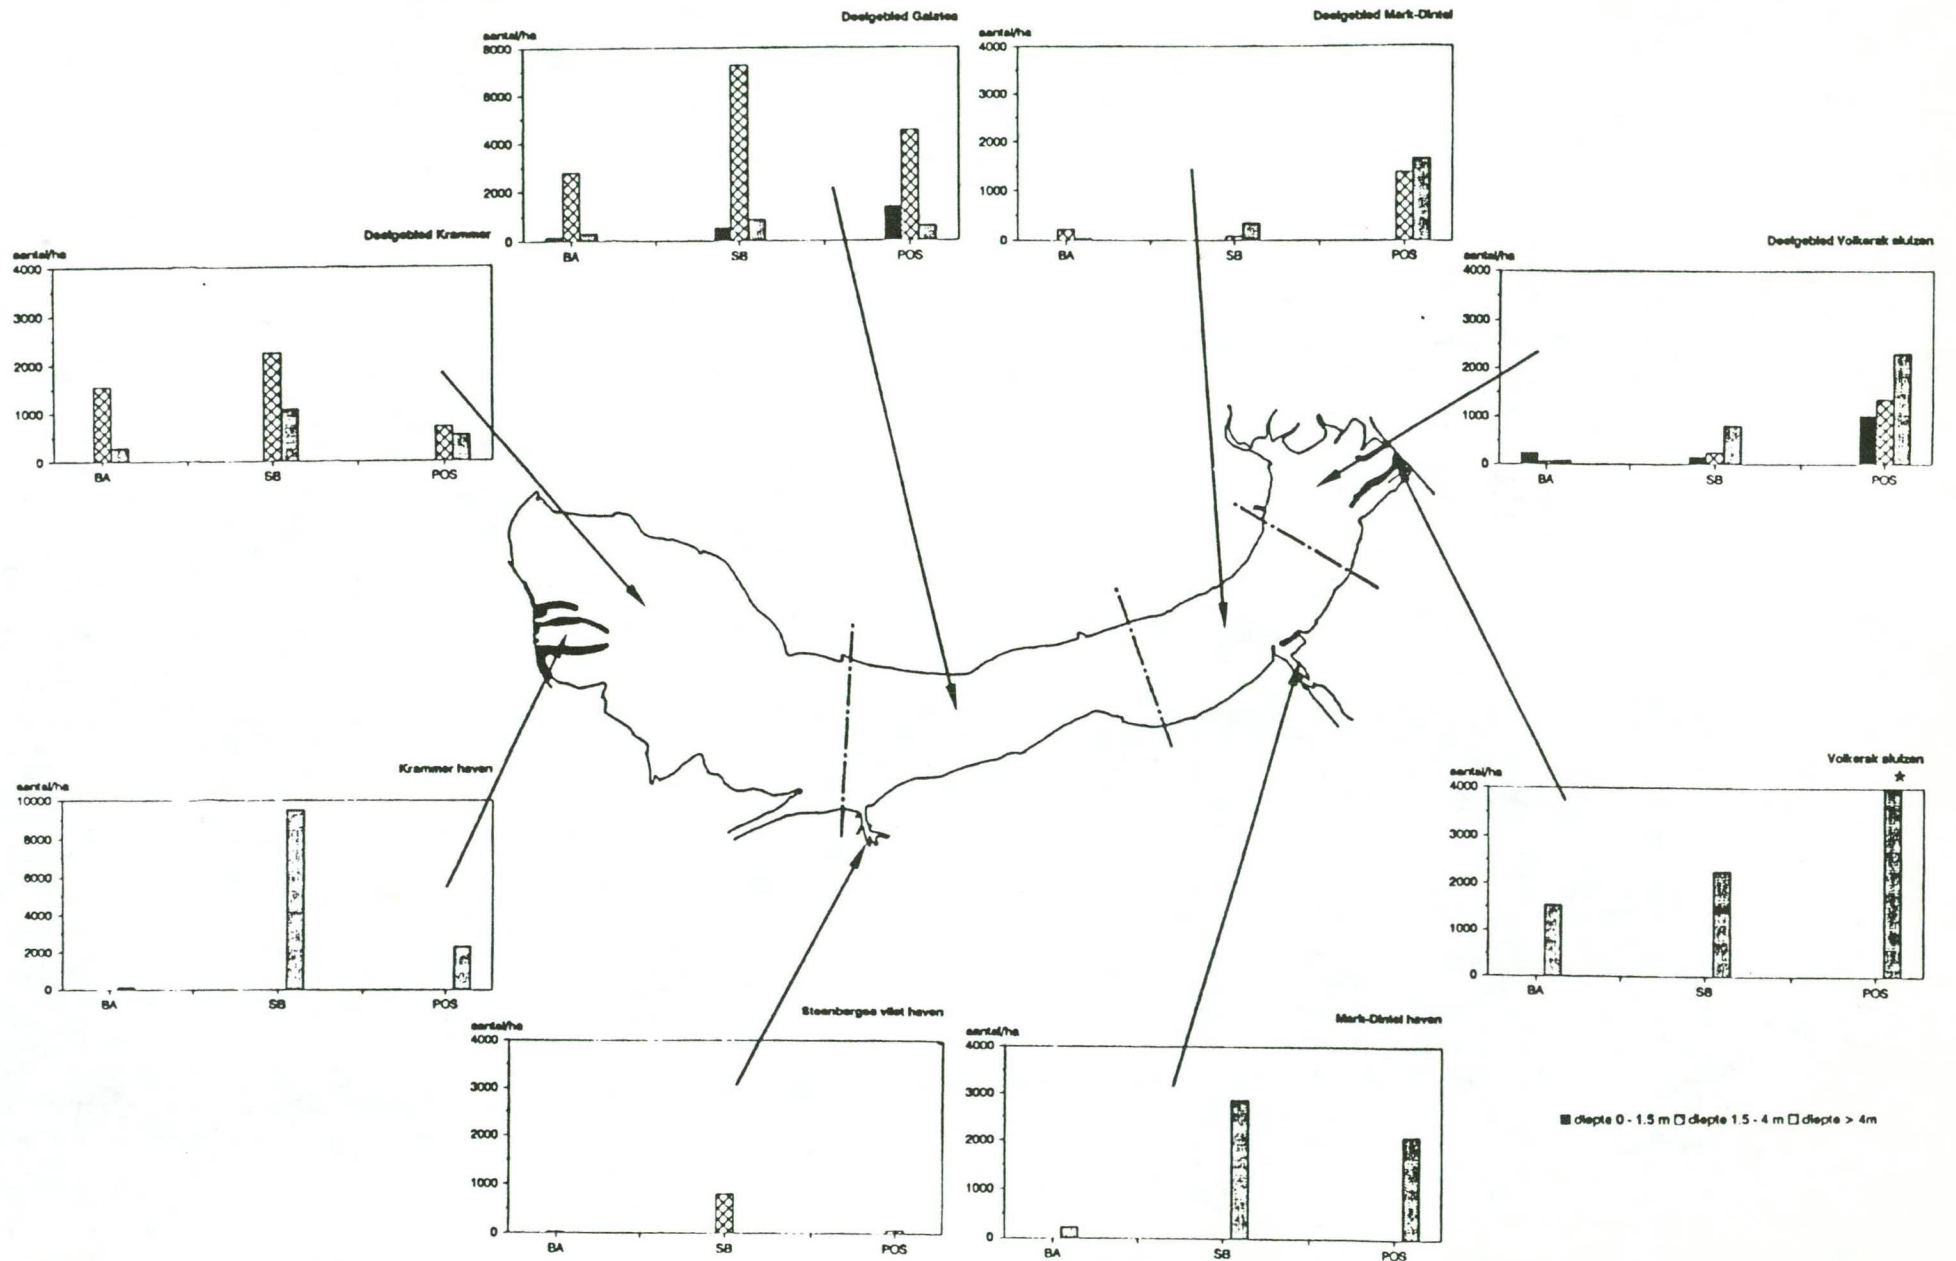 Deelgebied Galatea
aantal/ha
8000
6000
4000
2000
0
BA SB POS
Deelgebied Mark-Dintel
aantal/ha
4000
3000
2000
1000
0
BA SB POS
Deelgebied Krammer
aantal/ha
4000
3000
2000
1000
0
BA SB POS
Deelgebied Volkerak sluizen
aantal/ha
4000
3000
2000
1000
0
BA SB POS
Krammer haven
aantal/ha
10000
8000
6000
4000
2000
0
BA SB POS
Volkerak sluizen
aantal/ha
*
4000
3000
2000
1000
0
BA SB POS
Steenbergse vliet haven
aantal/ha
4000
3000
2000
1000
0
BA SB POS
Mark-Dintel haven
aantal/ha
4000
3000
2000
1000
0
BA SB POS
diepte 0 - 1.5 m diepte 1.5 - 4 m diepte > 4m